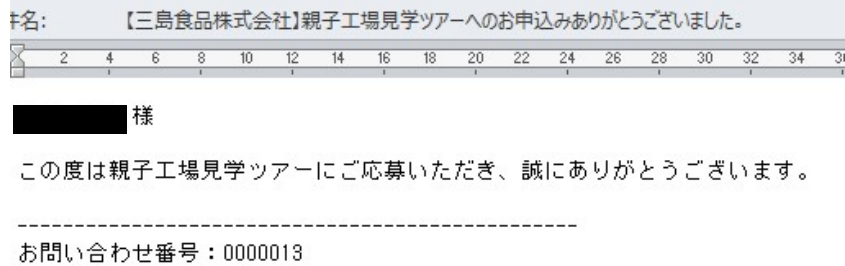 件名: 【三島食品株式会社】親子工場見学ツアーへのお申込みありがとうございました。
2 4 6 8 10 12 14 16 18 20 22 24 26 28 30 32 34
様
この度は親子工場見学ツアーにご応募いただき、誠にありがとうございます。
------------------------------------------------
お問い合わせ番号：0000013